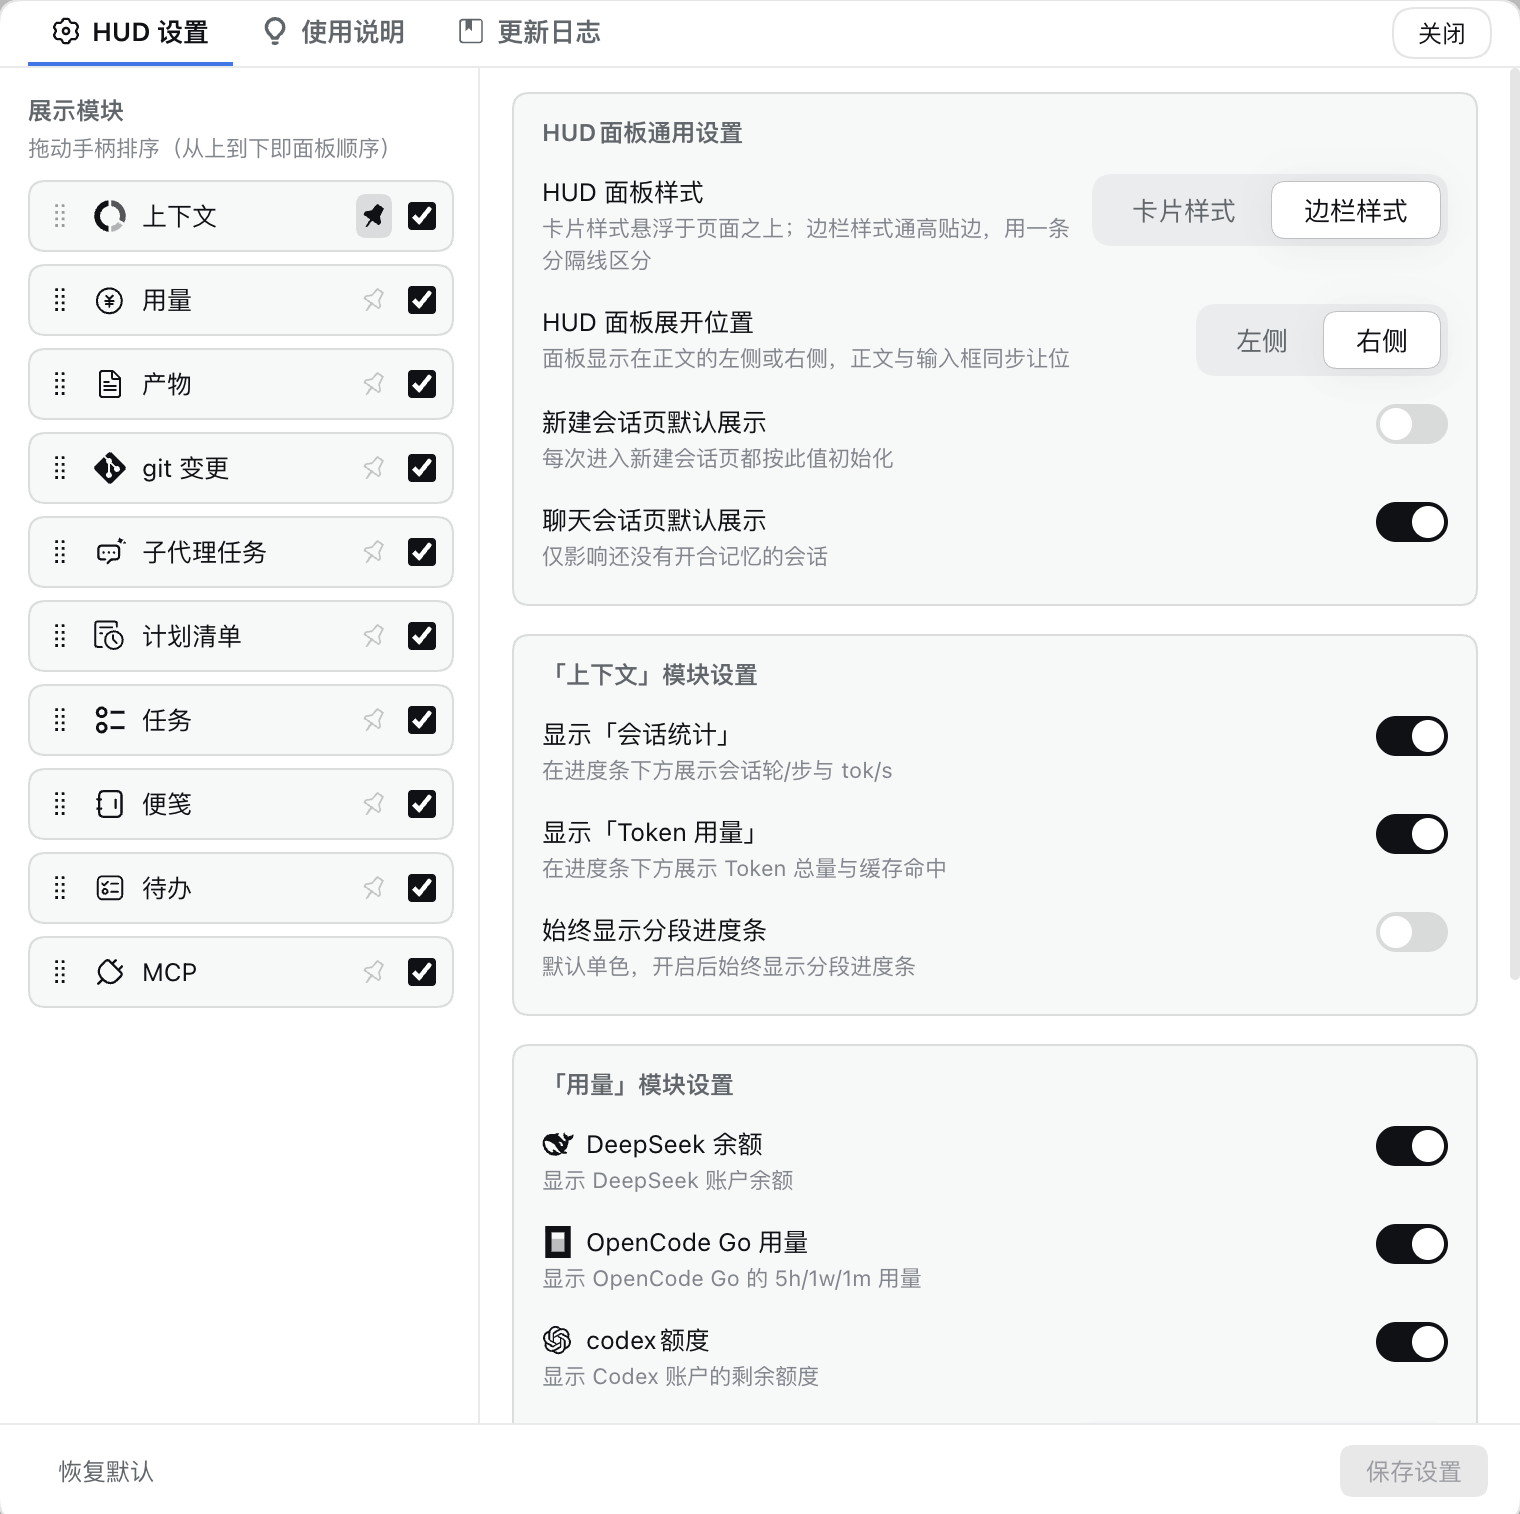 HUD 设置
使用说明
更新日志
关闭
展示模块
拖动手柄排序（从上到下即面板顺序）
上下文
用量
产物
git 变更
子代理任务
计划清单
任务
便笺
待办
MCP
HUD面板通用设置
HUD 面板样式
卡片样式悬浮于页面之上；边栏样式通高贴边，用一条
分隔线区分
卡片样式
边栏样式
HUD 面板展开位置
面板显示在正文的左侧或右侧，正文与输入框同步让位
左侧
右侧
新建会话页默认展示
每次进入新建会话页都按此值初始化
聊天会话页默认展示
仅影响还没有开合记忆的会话
「上下文」模块设置
显示「会话统计」
在进度条下方展示会话轮/步与 tok/s
显示「Token 用量」
在进度条下方展示 Token 总量与缓存命中
始终显示分段进度条
默认单色，开启后始终显示分段进度条
「用量」模块设置
DeepSeek 余额
显示 DeepSeek 账户余额
OpenCode Go 用量
显示 OpenCode Go 的 5h/1w/1m 用量
codex额度
显示 Codex 账户的剩余额度
恢复默认
保存设置